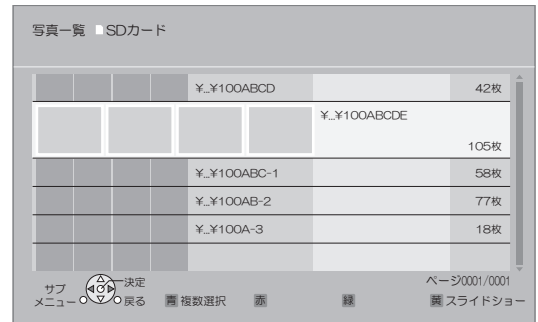 写真一覧 SDカード
¥...¥100ABCD 42枚
¥...¥100ABCDE
105枚
¥...¥100ABC-1 58枚
¥...¥100AB-2 77枚
¥...¥100A-3 18枚
ページ0001/0001
サブ
メニュー
決定
戻る
青 複数選択 赤 緑 黄 スライドショー